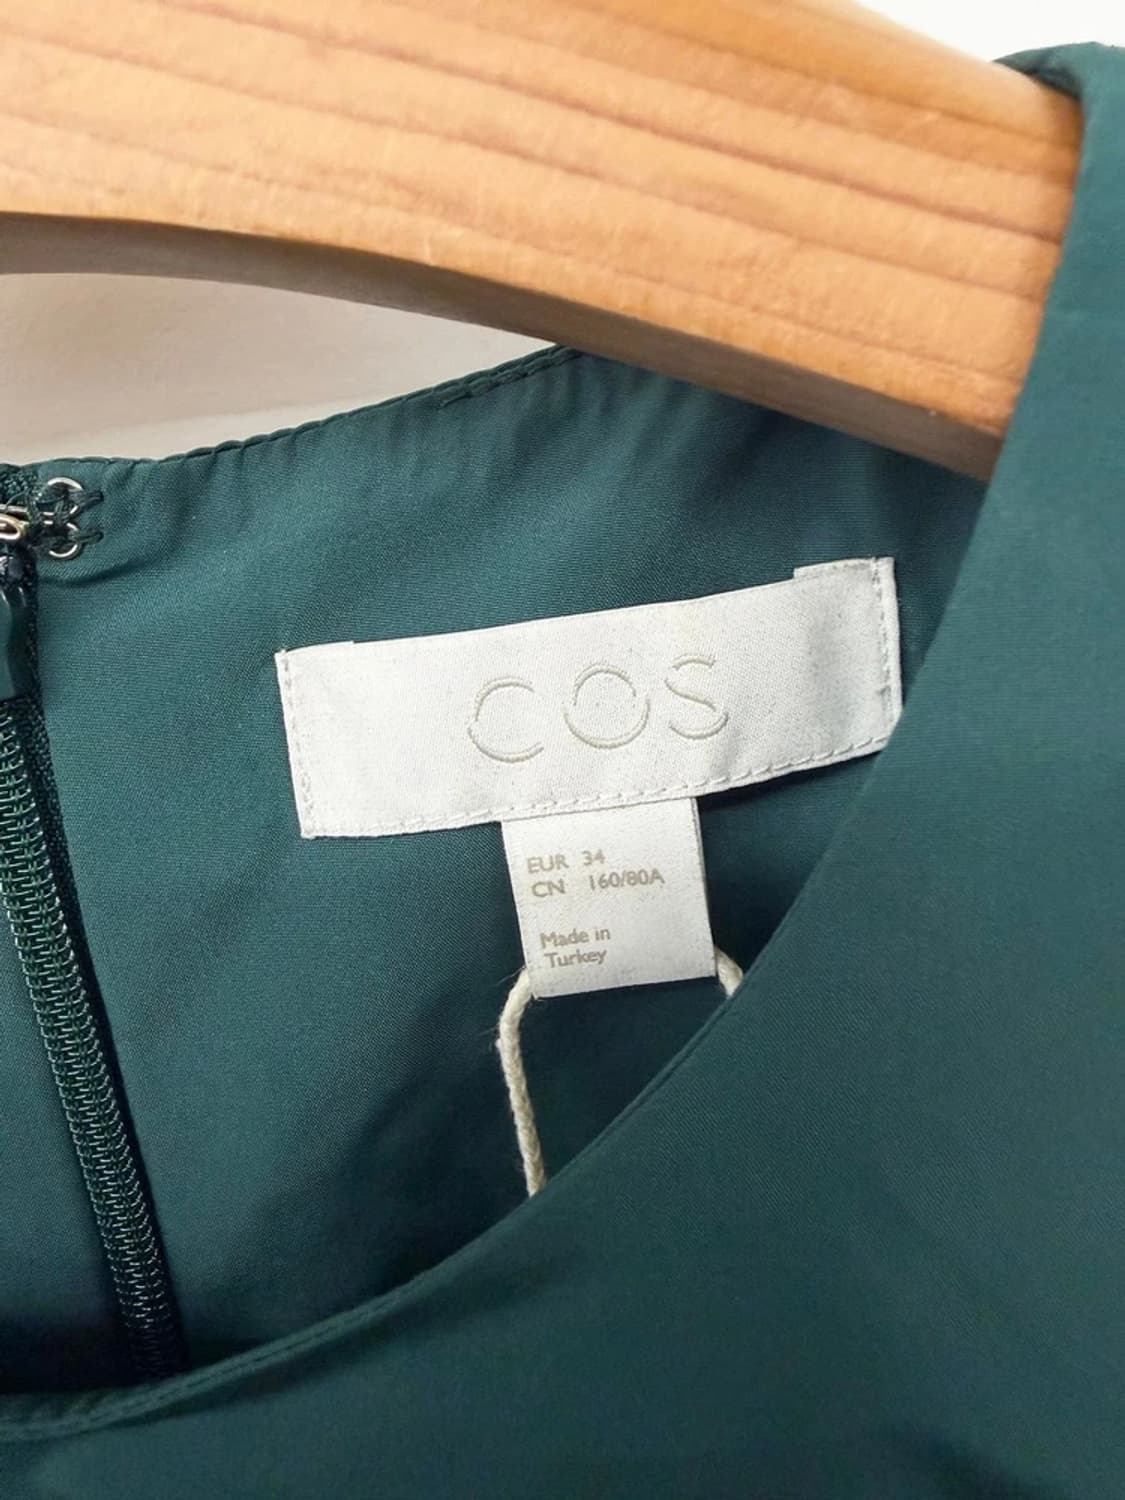 COS
EUR 34
CN 160/80A
Made in
Turkey